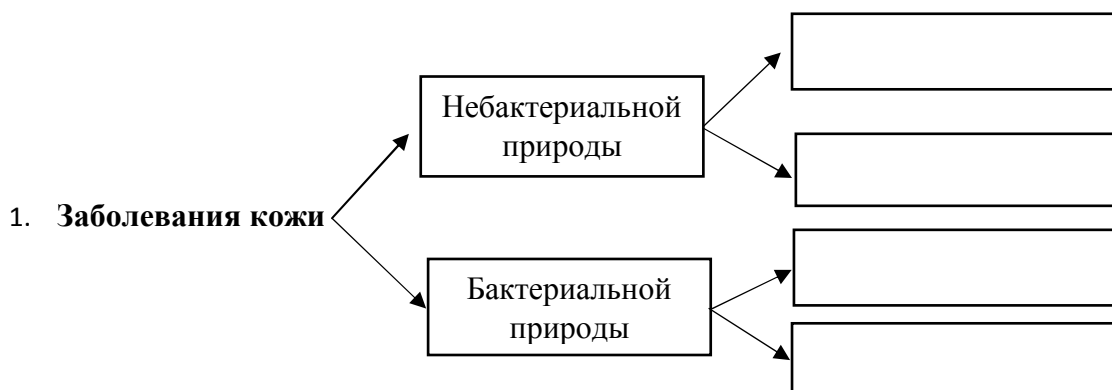 Небактериальной
природы
1. Заболевания кожи
Бактериальной
природы